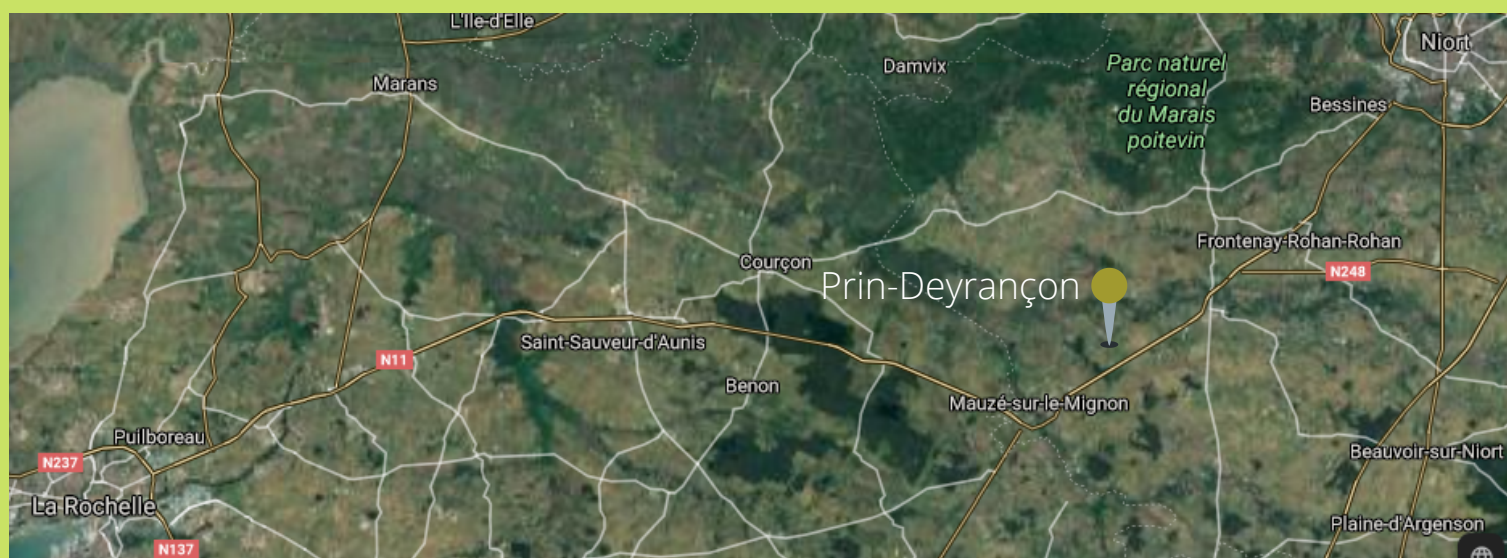 L'Ile-d'Elle
Niort
Damvix
Parc naturel
régional
du Marais
poitevin
Marans
Bessines
Frontenay-Rohan-Rohan
Courçon
N248
Prin-Deyrançon
Saint-Sauveur-d'Aunis
N11
Benon
Mauzé-sur-le-Mignon
Puilboreau
Beauvoir-sur-Niort
N237
La Rochelle
Plaine-d'Argenson
N137